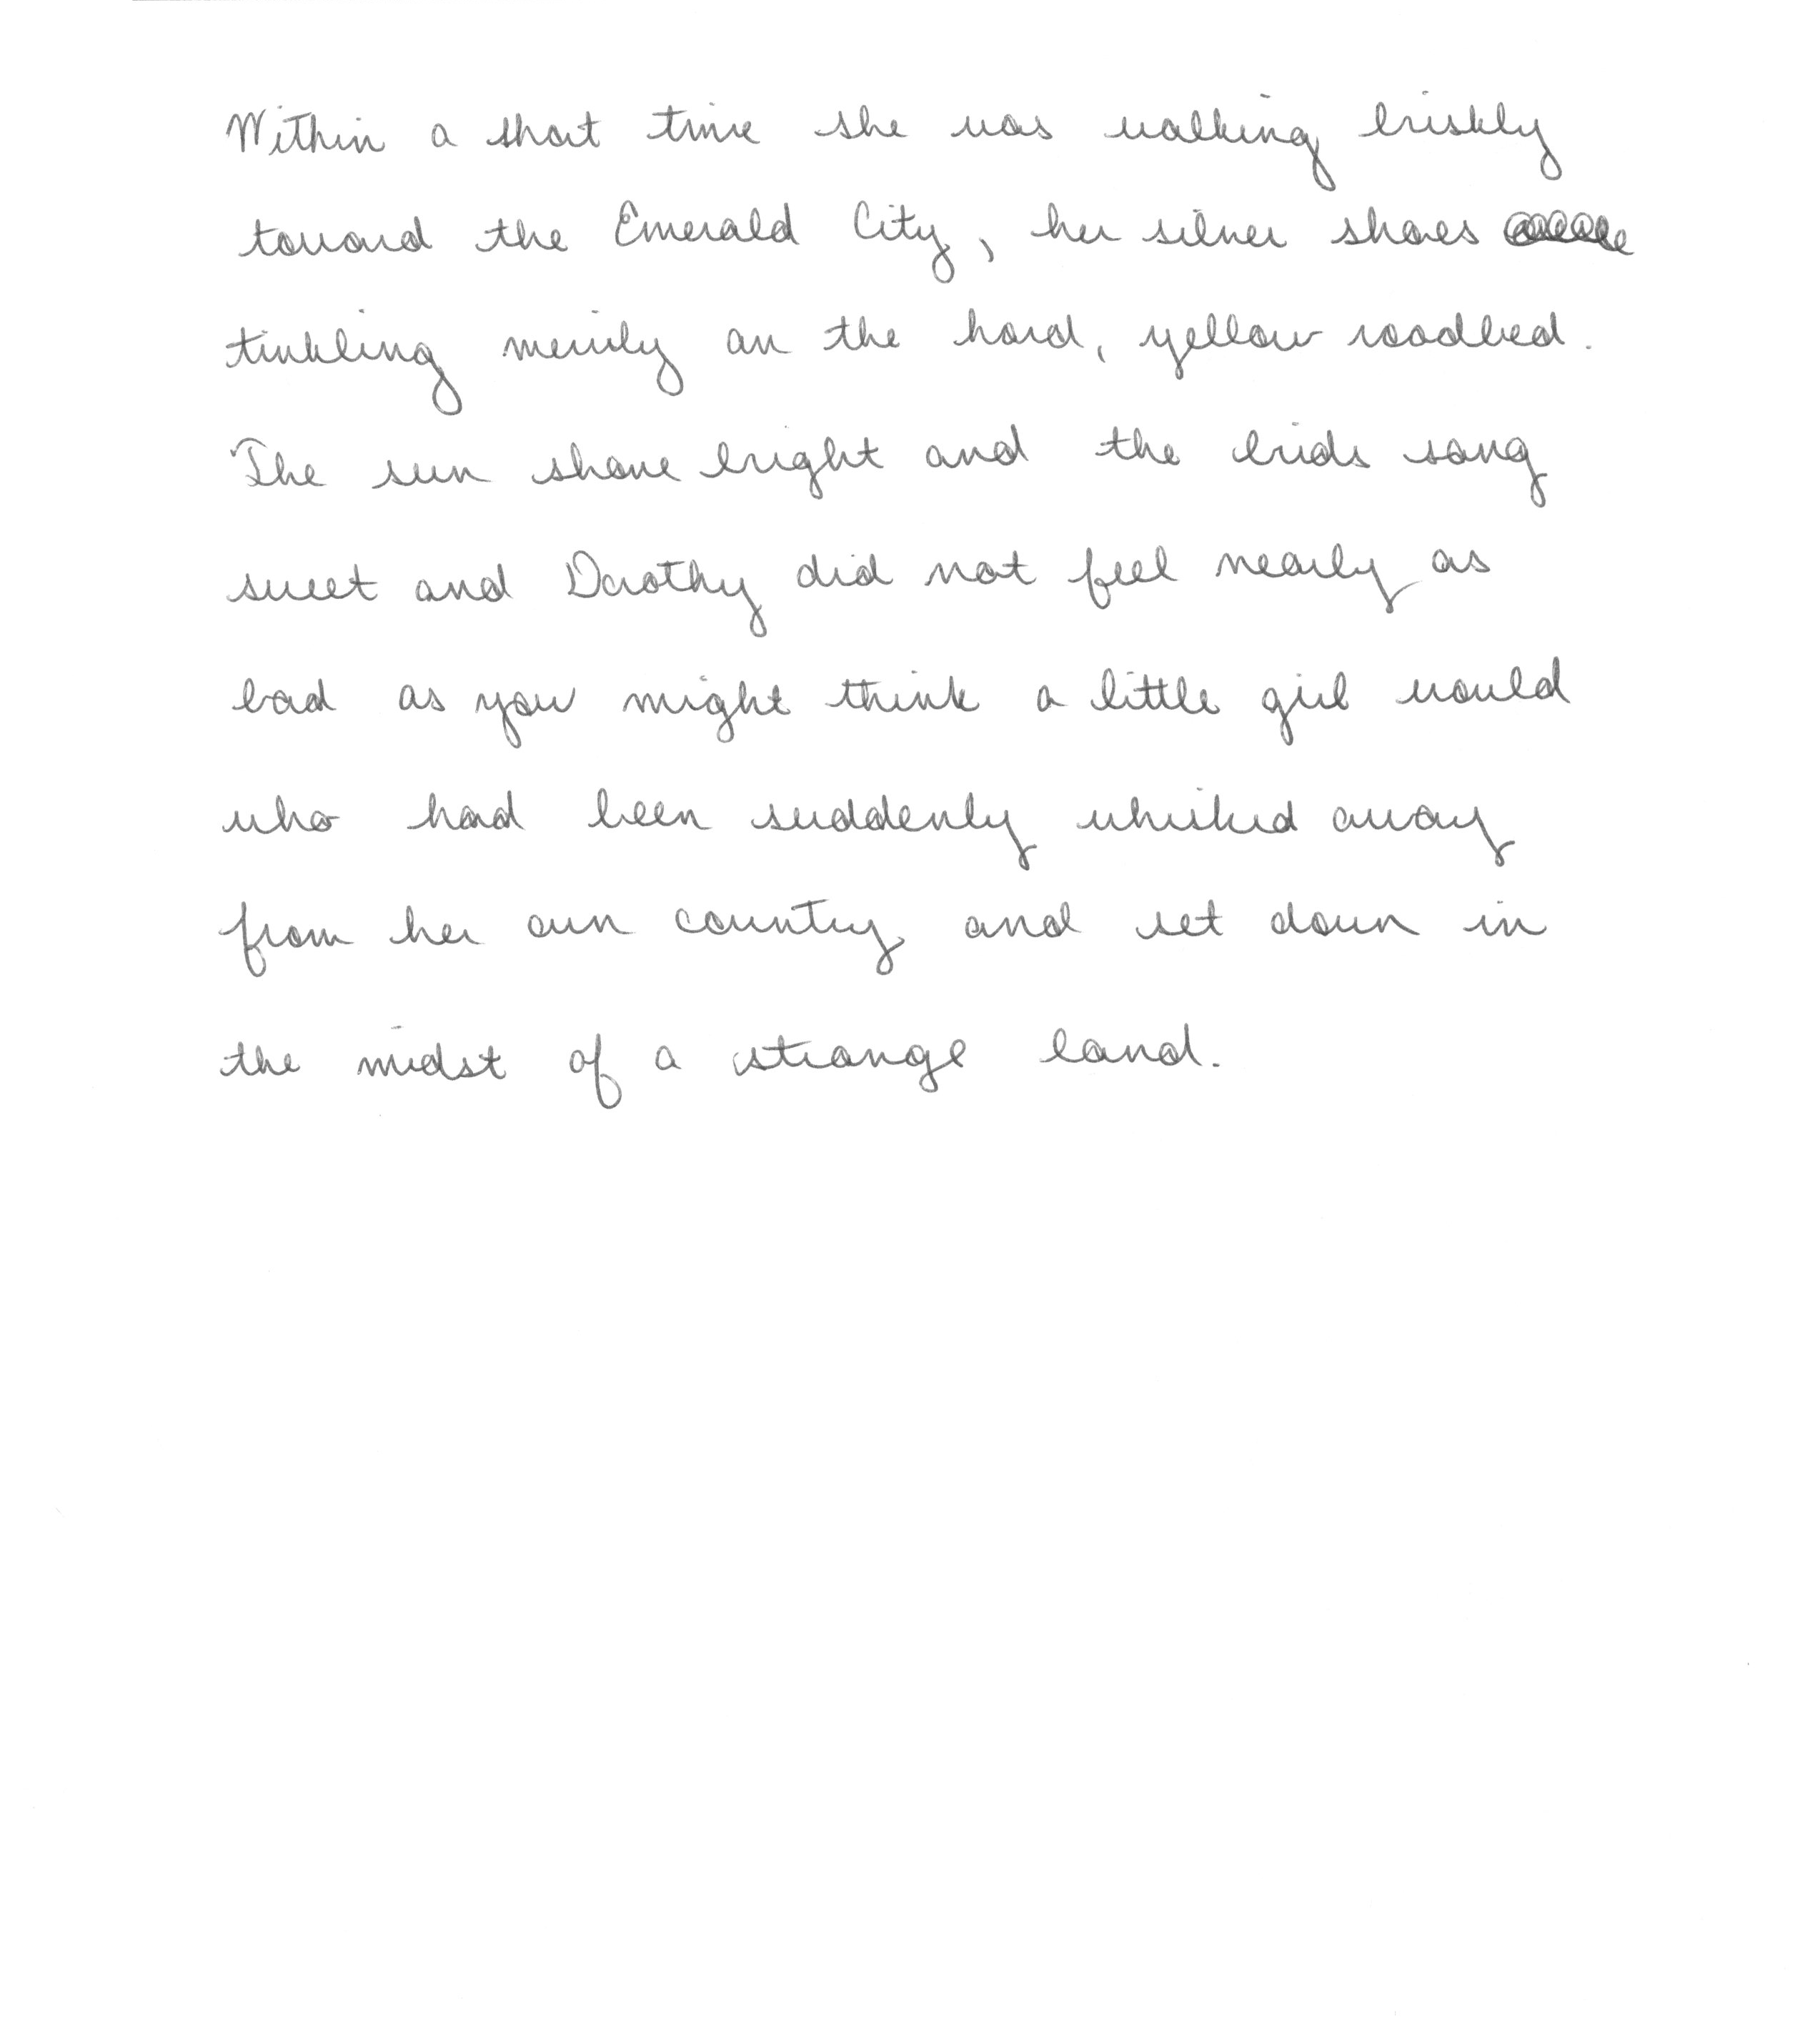 Within a short time she was walking briskly
toward the Emerald City, her silver shoes
tinkling merrily on the hard, yellow roadbed.
The sun shone bright and the birds sang
sweet and Dorothy did not feel nearly as
bad as you might think a little girl would
who had been suddenly whisked away
from her own country and set down in
the midst of a strange land.